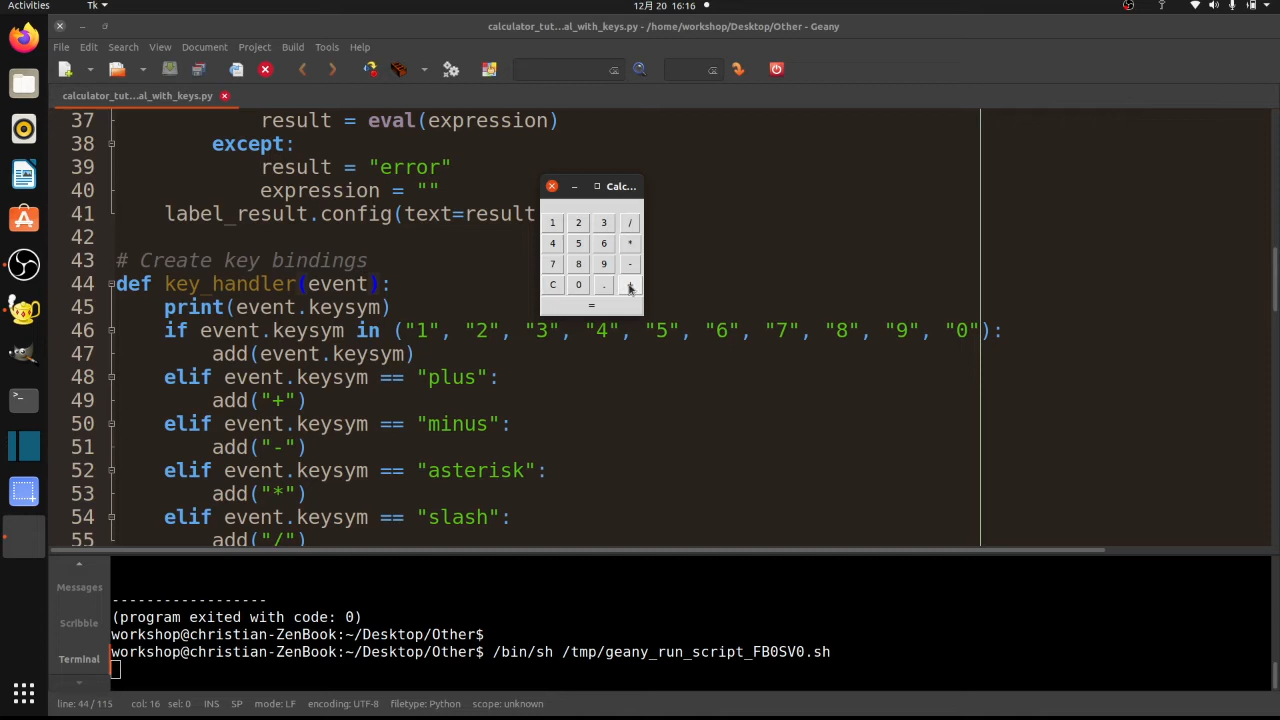 Activities
Tk
12月 20 16:16
calculator_tut...al_with_keys.py - /home/workshop/Desktop/Other - Geany
File Edit Search View Document Project Build Tools Help
calculator_tut...al_with_keys.py
37 result = eval(expression)
38 except:
39 result = "error"
40 expression = ""
41 label_result.config(text=result
42
43 # Create key bindings
44 def key_handler(event):
45 print(event.keysym)
46 if event.keysym in ("1", "2", "3", "4", "5", "6", "7", "8", "9", "0"):
47 add(event.keysym)
48 elif event.keysym == "plus":
49 add("+")
50 elif event.keysym == "minus":
51 add("-")
52 elif event.keysym == "asterisk":
53 add("*")
54 elif event.keysym == "slash":
55 add("/")
Calc...
1 2 3 /
4 5 6 *
7 8 9 -
C 0 . +
=
Messages
Scribble
Terminal
------------------
(program exited with code: 0)
workshop@christian-ZenBook:~/Desktop/Other$
workshop@christian-ZenBook:~/Desktop/Other$ /bin/sh /tmp/geany_run_script_FB0SV0.sh
line: 44 / 115 col: 16 sel: 0 INS SP mode: LF encoding: UTF-8 filetype: Python scope: unknown